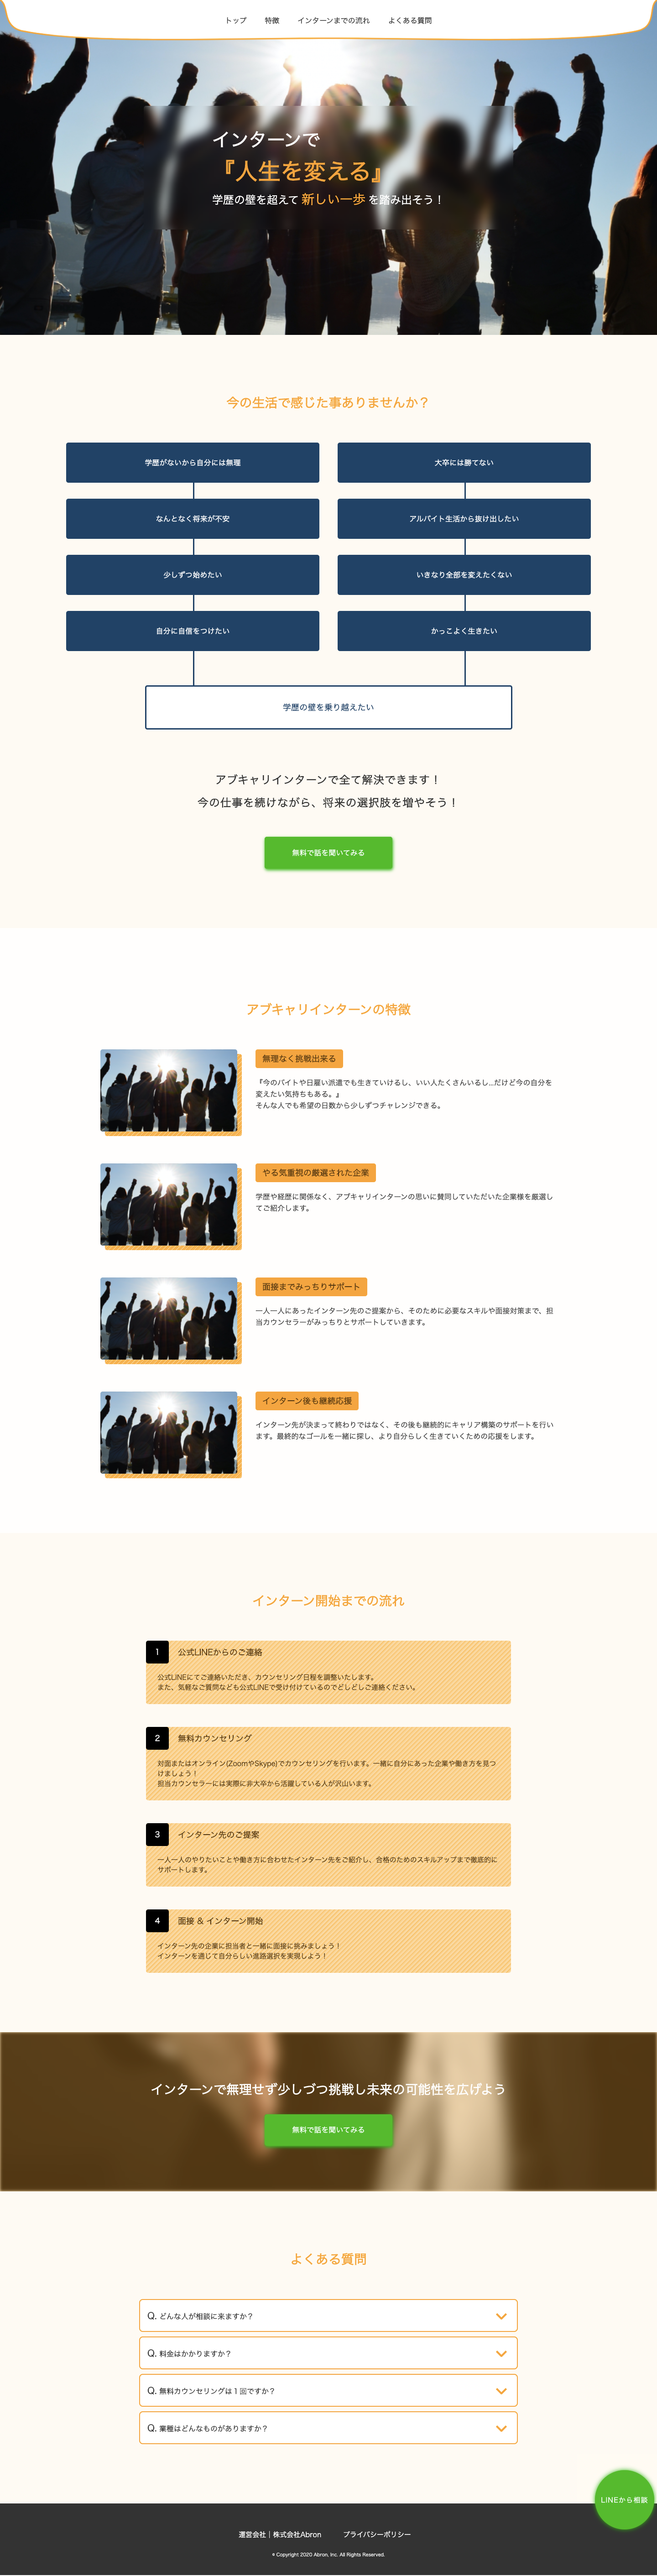 トップ
特徴
インターンまでの流れ
よくある質問
インターンで
『人生を変える』
学歴の壁を超えて 新しい一歩 を踏み出そう！
今の生活で感じた事ありませんか？
学歴がないから自分には無理
大卒には勝てない
なんとなく将来が不安
アルバイト生活から抜け出したい
少しずつ始めたい
いきなり全部を変えたくない
自分に自信をつけたい
かっこよく生きたい
学歴の壁を乗り越えたい
アブキャリインターンで全て解決できます！
今の仕事を続けながら、将来の選択肢を増やそう！
無料で話を聞いてみる
アブキャリインターンの特徴
無理なく挑戦出来る
『今のバイトや日雇い派遣でも生きていけるし、いい人たくさんいるし...だけど今の自分を
変えたい気持ちもある。』
そんな人でも希望の日数から少しずつチャレンジできる。
やる気重視の厳選された企業
学歴や経歴に関係なく、アブキャリインターンの思いに賛同していただいた企業様を厳選し
てご紹介します。
面接までみっちりサポート
一人一人にあったインターン先のご提案から、そのために必要なスキルや面接対策まで、担
当カウンセラーがみっちりとサポートしていきます。
インターン後も継続応援
インターン先が決まって終わりではなく、その後も継続的にキャリア構築のサポートを行い
ます。最終的なゴールを一緒に探し、より自分らしく生きていくための応援をします。
インターン開始までの流れ
1 公式LINEからのご連絡
公式LINEにてご連絡いただき、カウンセリング日程を調整いたします。
また、気軽なご質問なども公式LINEで受け付けているのでどしどしご連絡ください。
2 無料カウンセリング
対面またはオンライン(ZoomやSkype)でカウンセリングを行います。一緒に自分にあった企業や働き方を見つ
けましょう！
担当カウンセラーには実際に非大卒から活躍している人が沢山います。
3 インターン先のご提案
一人一人のやりたいことや働き方に合わせたインターン先をご紹介し、合格のためのスキルアップまで徹底的に
サポートします。
4 面接 ＆ インターン開始
インターン先の企業に担当者と一緒に面接に挑みましょう！
インターンを通じて自分らしい進路選択を実現しよう！
インターンで無理せず少しづつ挑戦し未来の可能性を広げよう
無料で話を聞いてみる
よくある質問
Q. どんな人が相談に来ますか？
Q. 料金はかかりますか？
Q. 無料カウンセリングは１回ですか？
Q. 業種はどんなものがありますか？
LINEから相談
運営会社｜株式会社Abron
プライバシーポリシー
© Copyright 2020 Abron, Inc. All Rights Reserved.